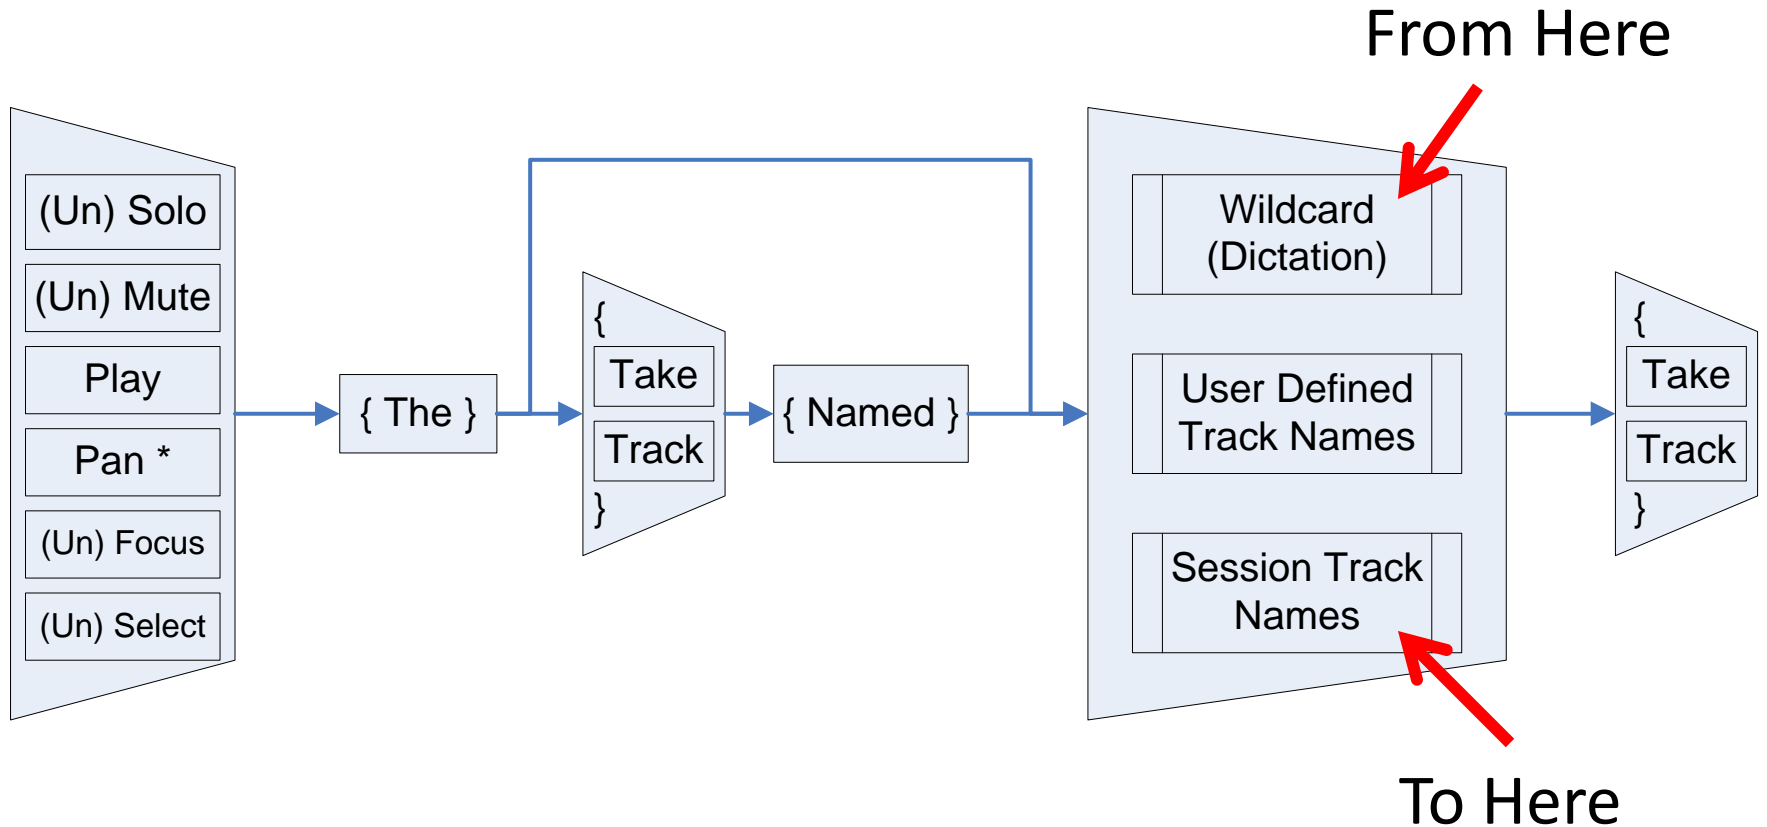 From Here
(Un) Solo
(Un) Mute
Play
Pan *
(Un) Focus
(Un) Select
{ The }
{
Take
Track
}
{ Named }
Wildcard
(Dictation)
User Defined
Track Names
Session Track
Names
{
Take
Track
}
To Here